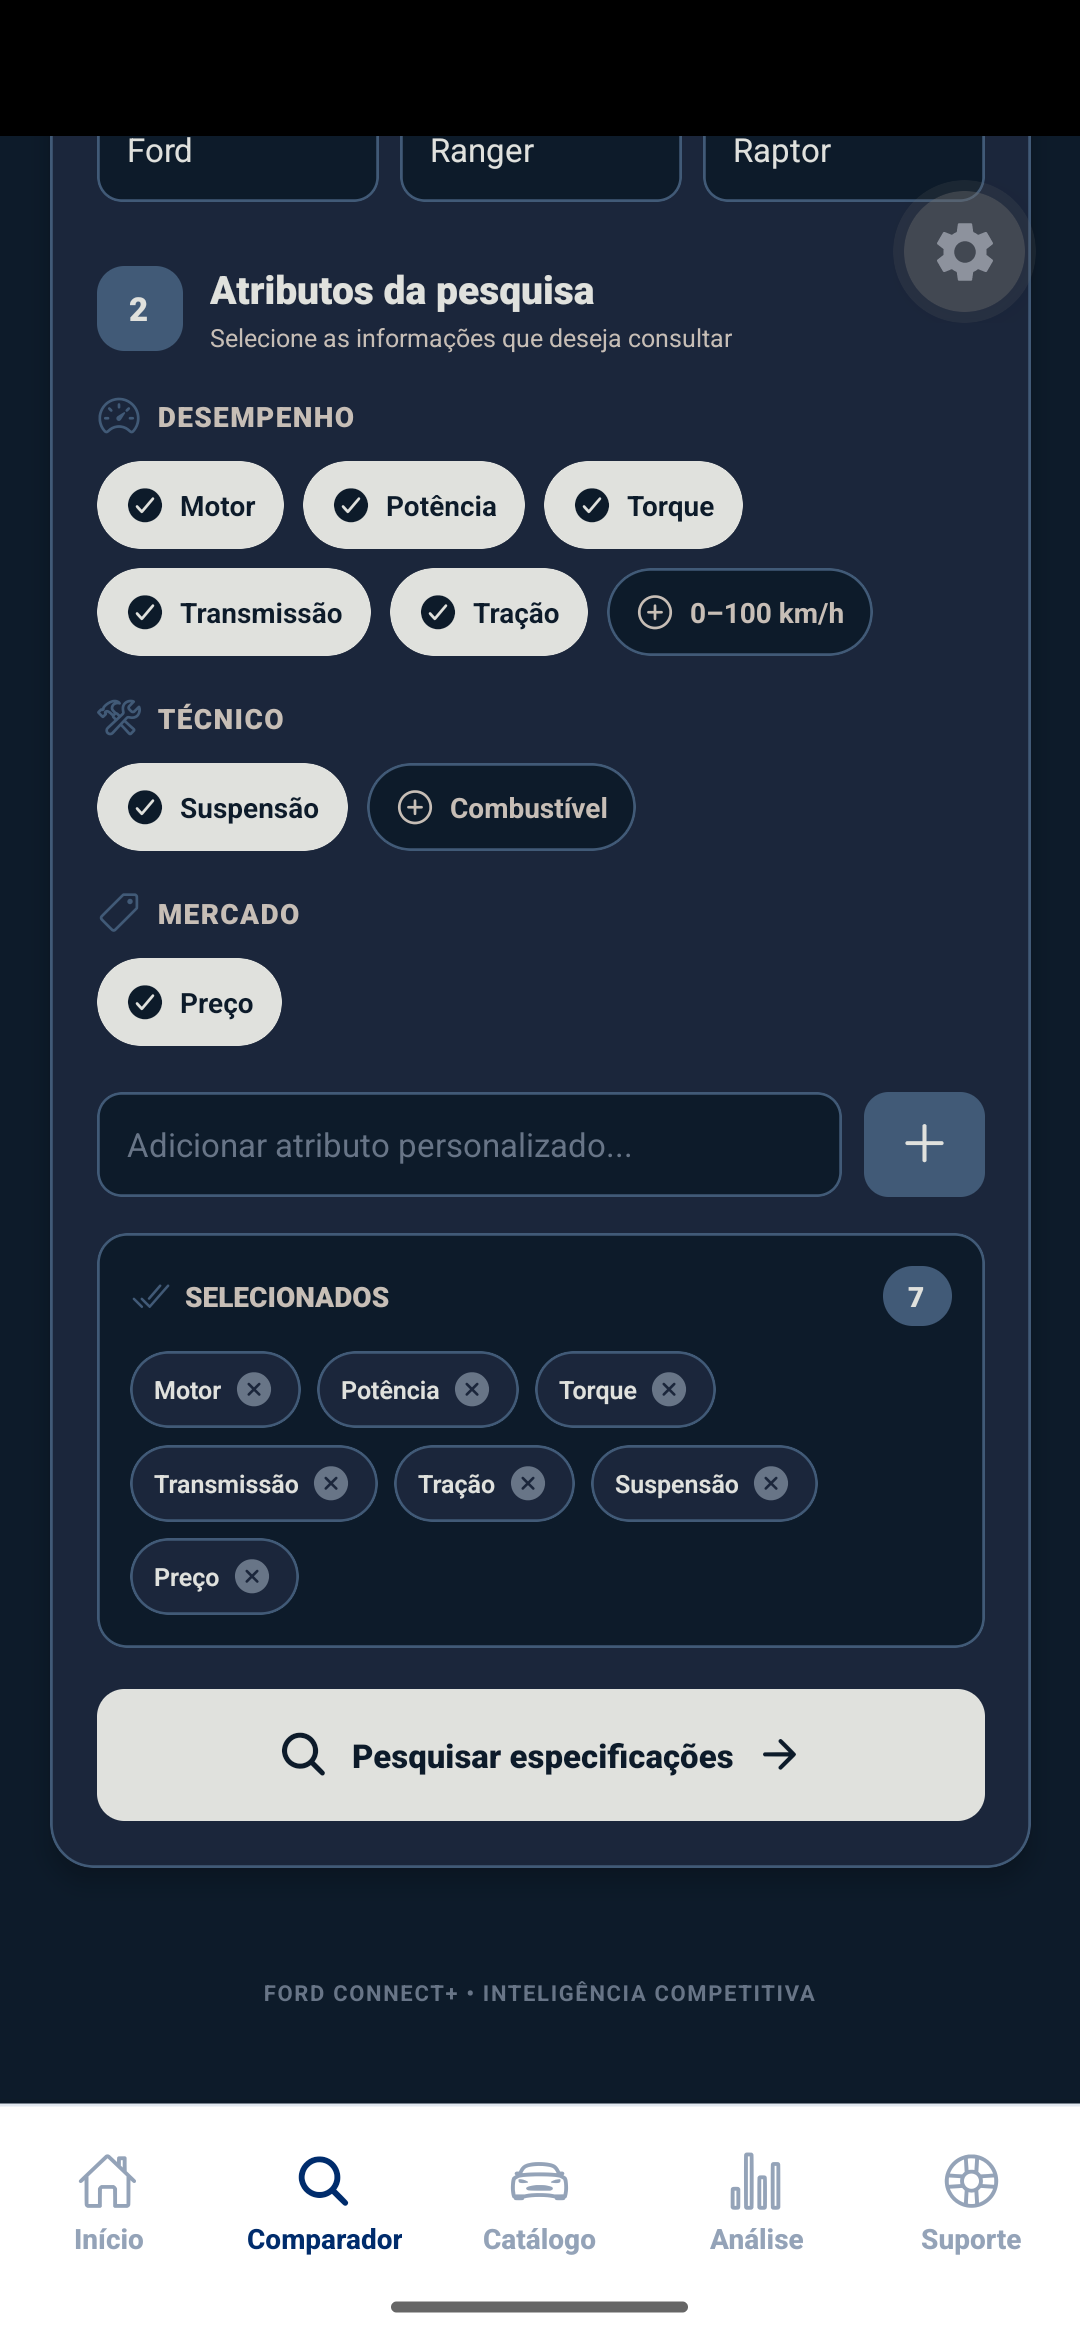 Ford Ranger Raptor
2
Atributos da pesquisa
Selecione as informações que deseja consultar
DESEMPENHO
Motor Potência Torque
Transmissão Tração 0–100 km/h
TÉCNICO
Suspensão Combustível
MERCADO
Preço
Adicionar atributo personalizado...
SELECIONADOS 7
Motor Potência Torque
Transmissão Tração Suspensão
Preço
Pesquisar especificações
FORD CONNECT+ • INTELIGÊNCIA COMPETITIVA
Início Comparador Catálogo Análise Suporte